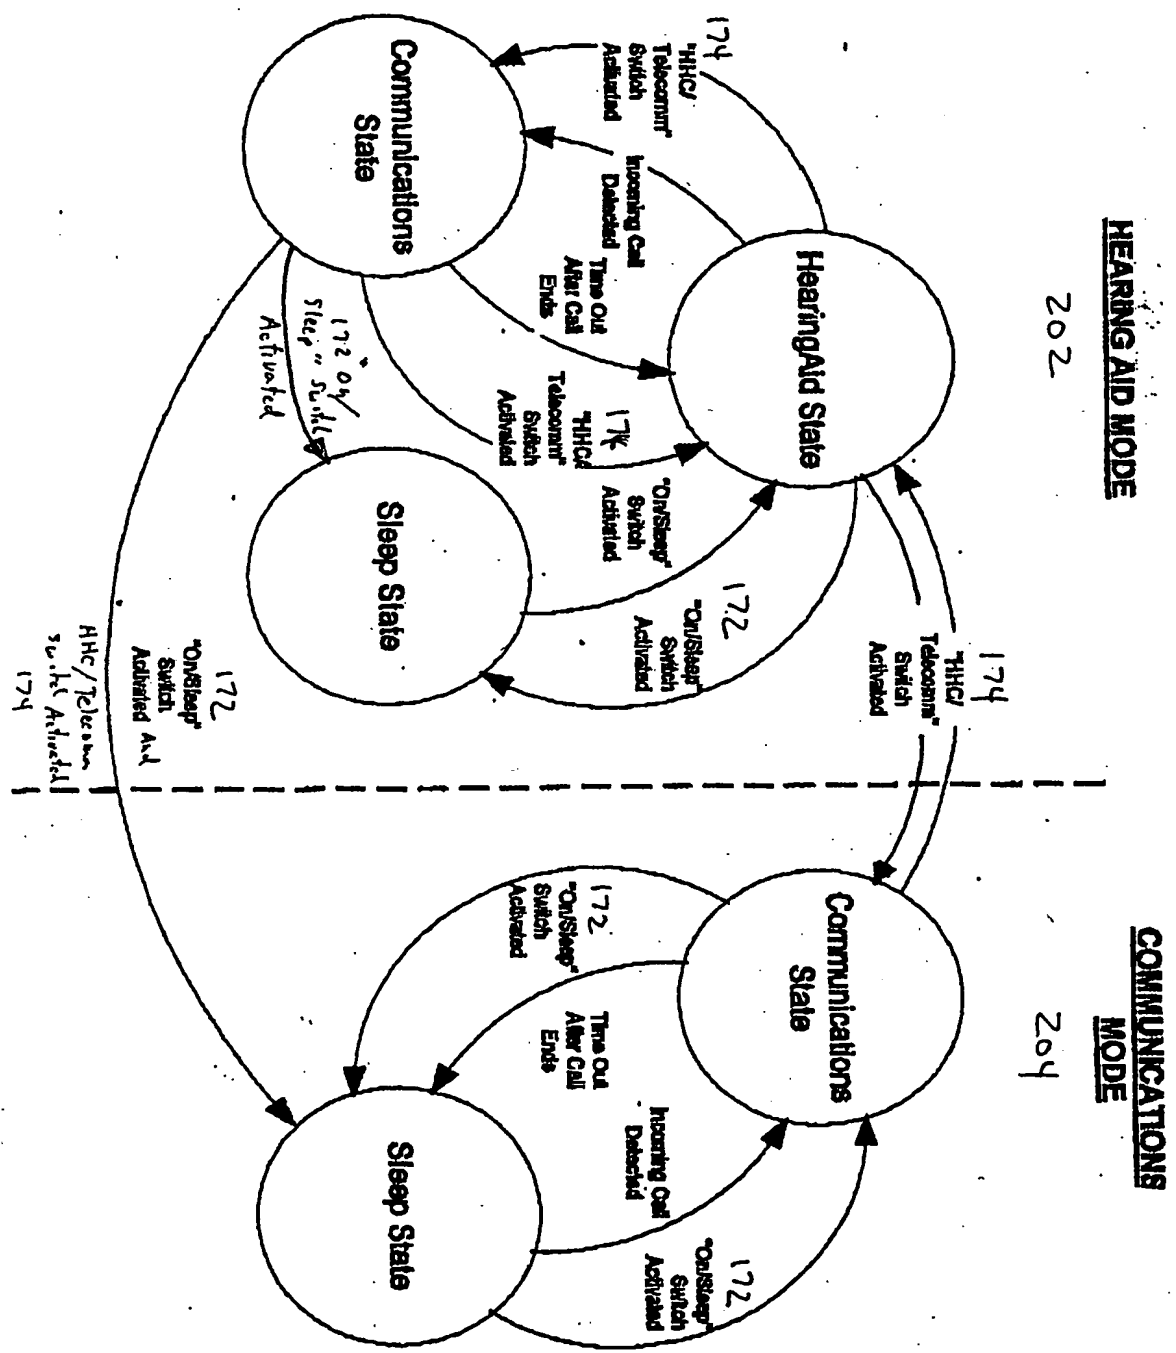 HEARING AID MODE
202
COMMUNICATIONS
MODE
204
174
"HHC/
Telecomm"
Switch
Activated
Incoming Call
Detected
Time Out
After Call
Ends
HearingAid State
Communications
State
174
"HHC/
Telecomm"
Switch
Activated
"On/Sleep"
Switch
Activated
172
"On/Sleep"
Switch
Activated
172 "On/
Sleep" Switch
Activated
Sleep State
174
"HHC/
Telecomm"
Switch
Activated
172
"On/Sleep"
Switch
Activated And
HHC/Telecomm
Switch Activated
174
Communications
State
172
"On/Sleep"
Switch
Activated
Time Out
After Call
Ends
Incoming Call
Detected
172
"On/Sleep"
Switch
Activated
Sleep State